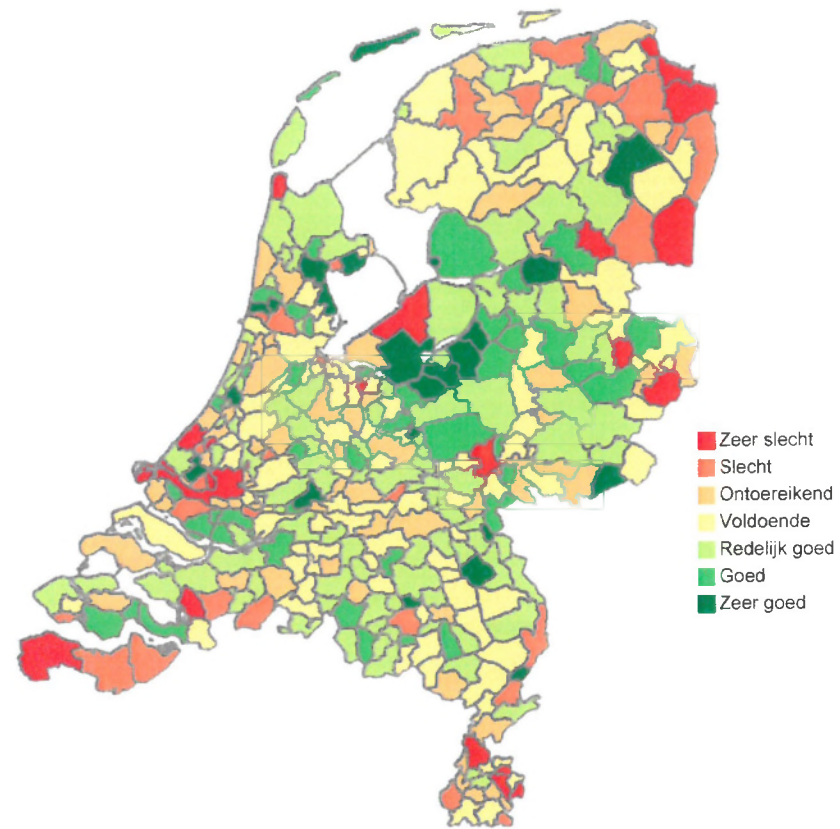 Zeer slecht
Slecht
Ontoereikend
Voldoende
Redelijk goed
Goed
Zeer goed